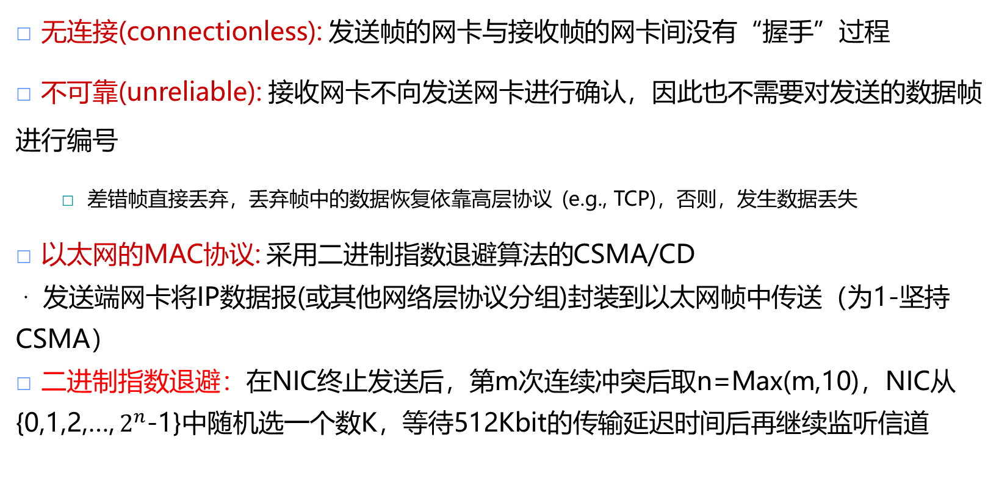 □ 无连接(connectionless): 发送帧的网卡与接收帧的网卡间没有“握手”过程
□ 不可靠(unreliable): 接收网卡不向发送网卡进行确认，因此也不需要对发送的数据帧
进行编号
□ 差错帧直接丢弃，丢弃帧中的数据恢复依靠高层协议 (e.g., TCP)，否则，发生数据丢失
□ 以太网的MAC协议: 采用二进制指数退避算法的CSMA/CD
· 发送端网卡将IP数据报(或其他网络层协议分组)封装到以太网帧中传送（为1-坚持
CSMA）
□ 二进制指数退避：在NIC终止发送后，第m次连续冲突后取n=Max(m,10)，NIC从
{0,1,2,…, 2ⁿ-1}中随机选一个数K，等待512Kbit的传输延迟时间后再继续监听信道